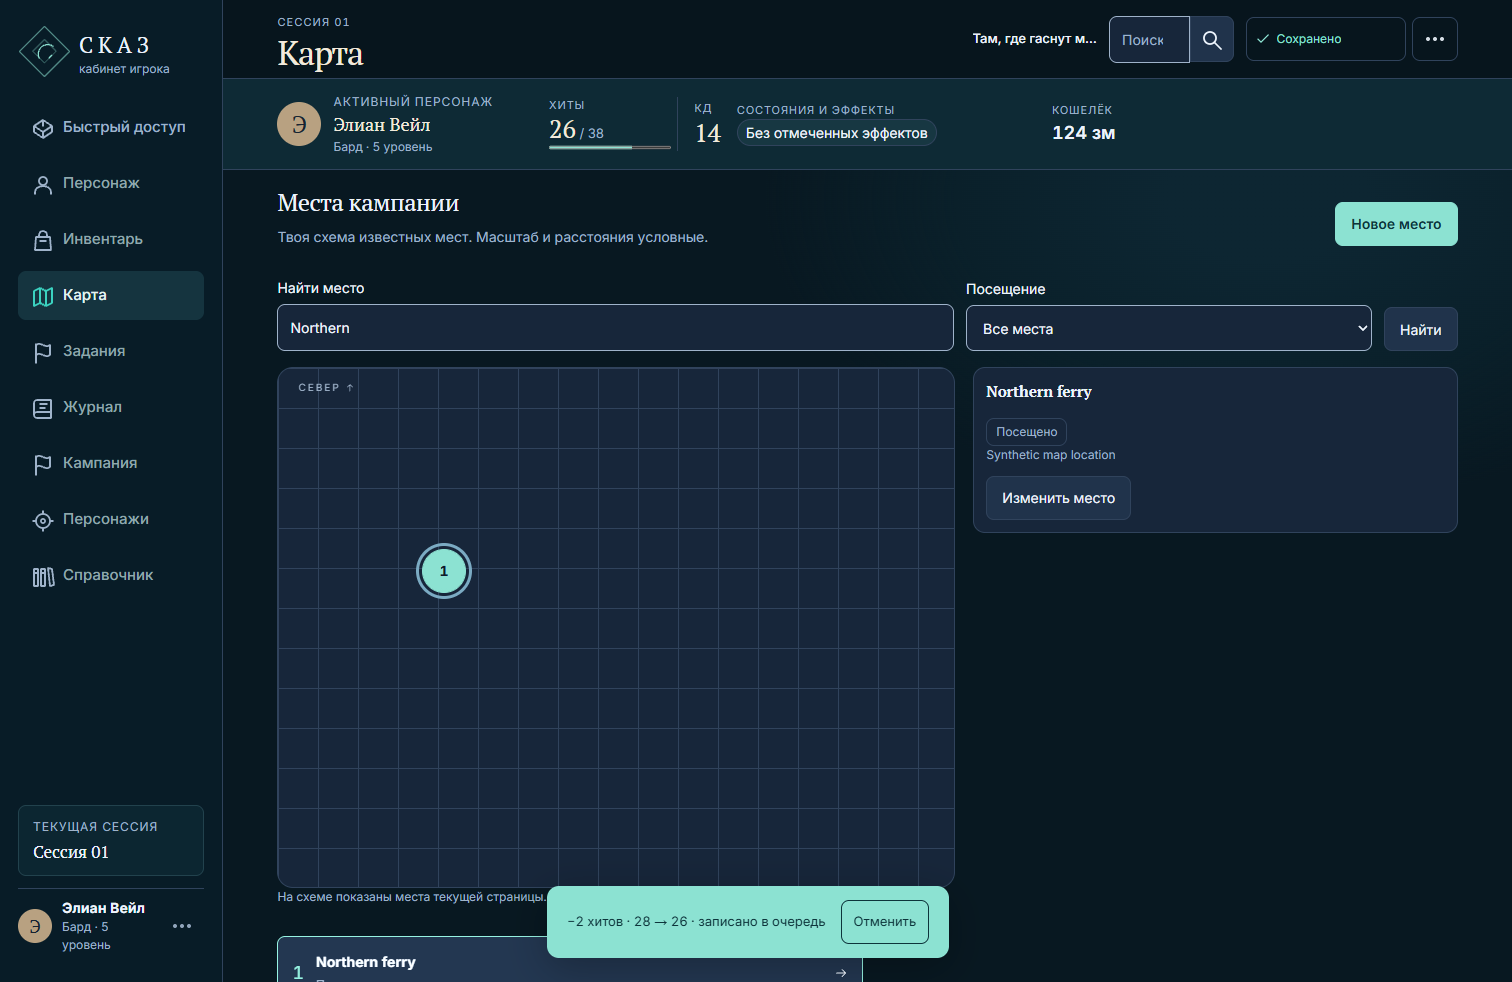 СКАЗ
кабинет игрока
Быстрый доступ
Персонаж
Инвентарь
Карта
Задания
Журнал
Кампания
Персонажи
Справочник
ТЕКУЩАЯ СЕССИЯ
Сессия 01
Э
Элиан Вейл
Бард · 5
уровень
СЕССИЯ 01
Карта
Там, где гаснут м...
Поиск
Сохранено
Э
АКТИВНЫЙ ПЕРСОНАЖ
Элиан Вейл
Бард · 5 уровень
ХИТЫ
26 / 38
КД
14
СОСТОЯНИЯ И ЭФФЕКТЫ
Без отмеченных эффектов
КОШЕЛЁК
124 зм
Места кампании
Твоя схема известных мест. Масштаб и расстояния условные.
Новое место
Найти место
Northern
Посещение
Все места
Найти
СЕВЕР ↑
1
Northern ferry
Посещено
Synthetic map location
Изменить место
На схеме показаны места текущей страницы.
−2 хитов · 28 → 26 · записано в очередь
Отменить
1
Northern ferry
→